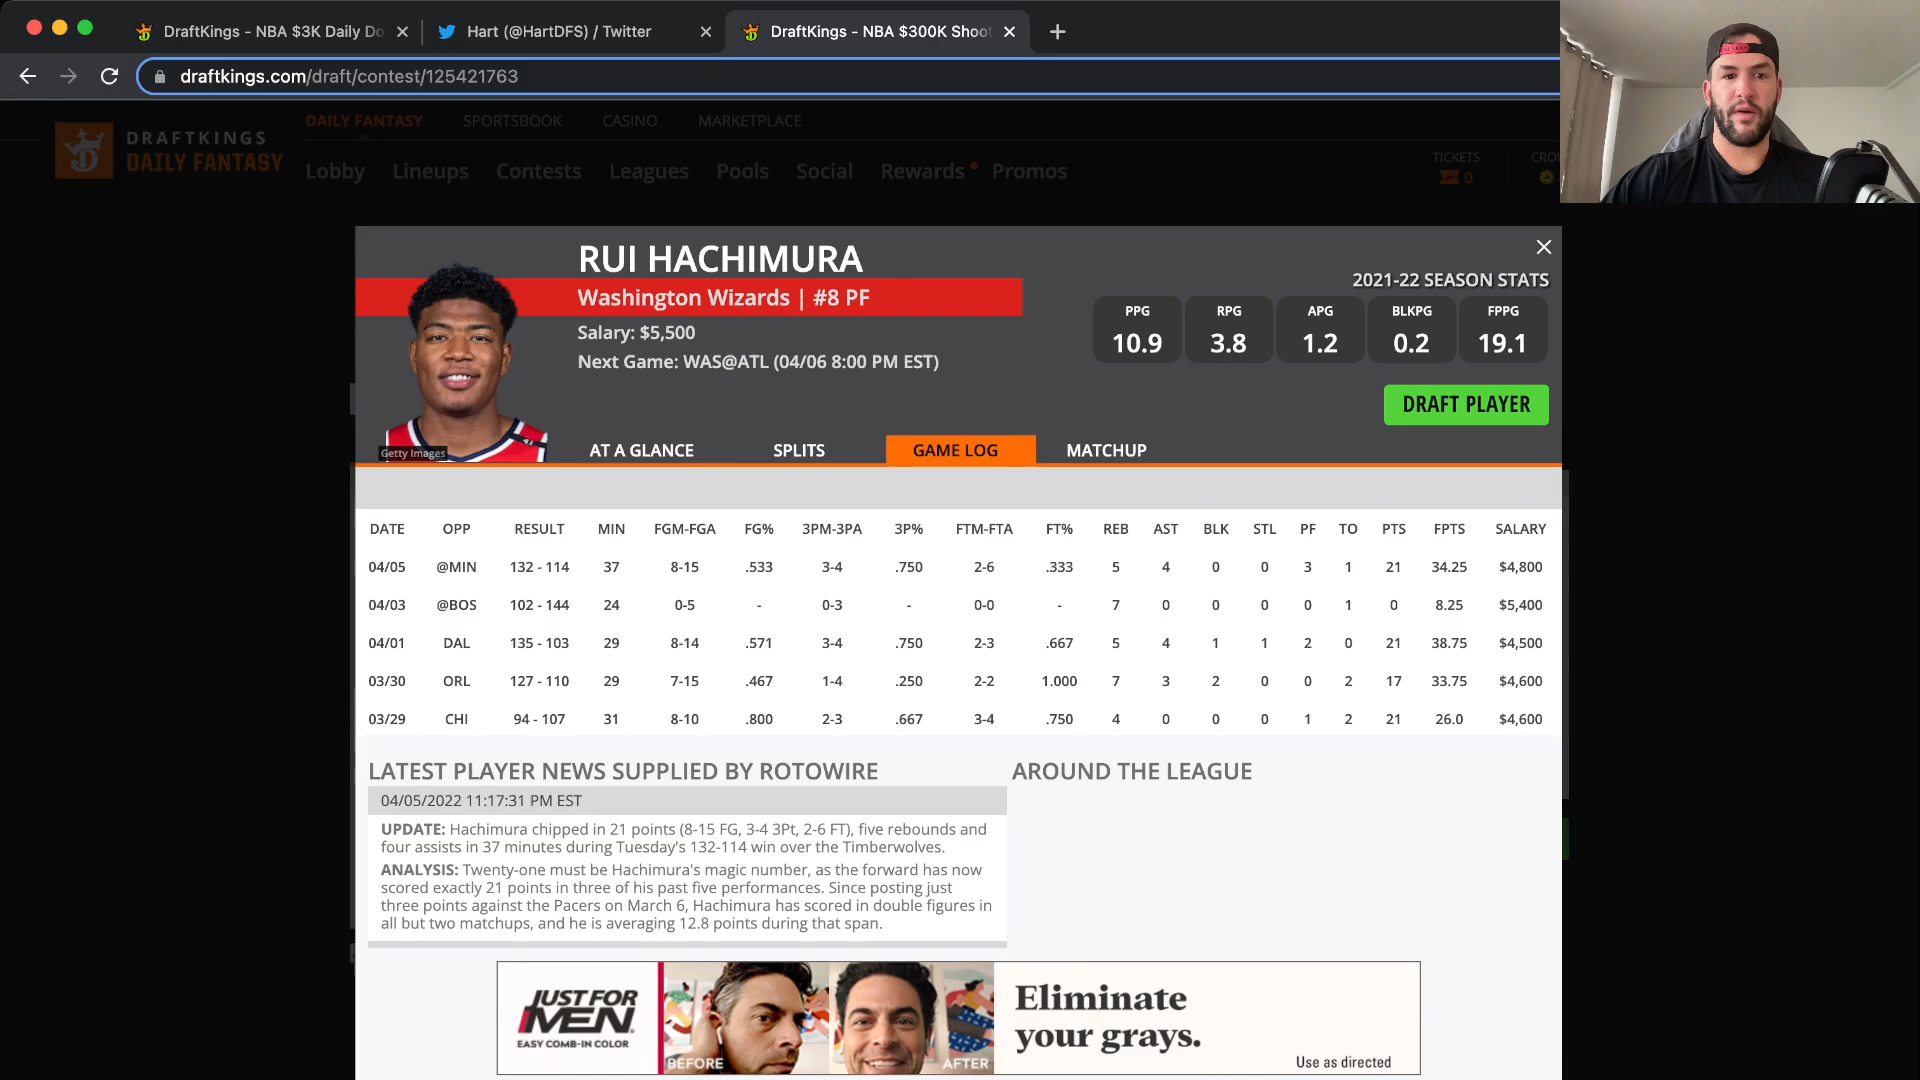 DraftKings - NBA $3K Daily Do
Hart (@HartDFS) / Twitter
DraftKings - NBA $300K Shoot
draftkings.com/draft/contest/125421763
DAILY FANTASY SPORTSBOOK CASINO MARKETPLACE
DRAFTKINGS
DAILY FANTASY
Lobby Lineups Contests Leagues Pools Social Rewards Promos
TICKETS
0
CRO
RUI HACHIMURA
Washington Wizards | #8 PF
Salary: $5,500
Next Game: WAS@ATL (04/06 8:00 PM EST)
Getty Images
2021-22 SEASON STATS
PPG RPG APG BLKPG FPPG
10.9 3.8 1.2 0.2 19.1
DRAFT PLAYER
AT A GLANCE SPLITS GAME LOG MATCHUP
DATE OPP RESULT MIN FGM-FGA FG% 3PM-3PA 3P% FTM-FTA FT% REB AST BLK STL PF TO PTS FPTS SALARY
04/05 @MIN 132 - 114 37 8-15 .533 3-4 .750 2-6 .333 5 4 0 0 3 1 21 34.25 $4,800
04/03 @BOS 102 - 144 24 0-5 - 0-3 - 0-0 - 7 0 0 0 0 1 0 8.25 $5,400
04/01 DAL 135 - 103 29 8-14 .571 3-4 .750 2-3 .667 5 4 1 1 2 0 21 38.75 $4,500
03/30 ORL 127 - 110 29 7-15 .467 1-4 .250 2-2 1.000 7 3 2 0 0 2 17 33.75 $4,600
03/29 CHI 94 - 107 31 8-10 .800 2-3 .667 3-4 .750 4 0 0 0 1 2 21 26.0 $4,600
LATEST PLAYER NEWS SUPPLIED BY ROTOWIRE
04/05/2022 11:17:31 PM EST
UPDATE: Hachimura chipped in 21 points (8-15 FG, 3-4 3Pt, 2-6 FT), five rebounds and
four assists in 37 minutes during Tuesday's 132-114 win over the Timberwolves.
ANALYSIS: Twenty-one must be Hachimura's magic number, as the forward has now
scored exactly 21 points in three of his past five performances. Since posting just
three points against the Pacers on March 6, Hachimura has scored in double figures in
all but two matchups, and he is averaging 12.8 points during that span.
AROUND THE LEAGUE
JUST FOR
MEN
EASY COMB-IN COLOR
BEFORE
AFTER
Eliminate
your grays.
Use as directed